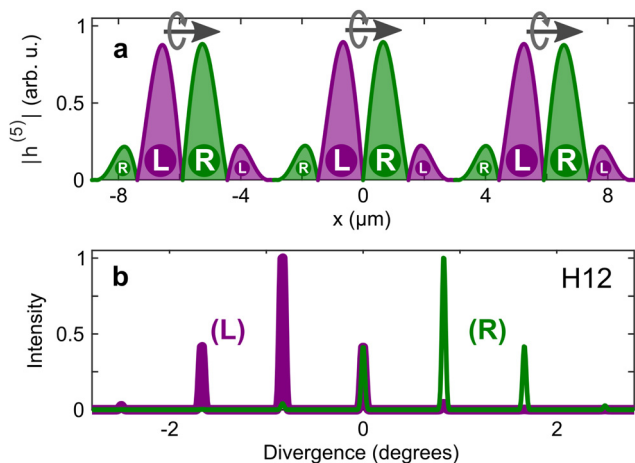 a
|h⁽⁵⁾| (arb. u.)
1
0.5
0
R L R L R L R L R L R L
-8 -4 0 4 8
x (μm)
b
H12
(L) (R)
Intensity
1
0.5
0
-2 0 2
Divergence (degrees)